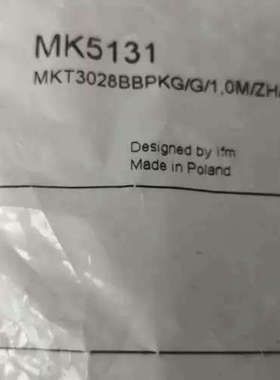 MK5131
MKT3028BBPKG/G/1,0M/ZH/
Designed by ifm
Made in Poland